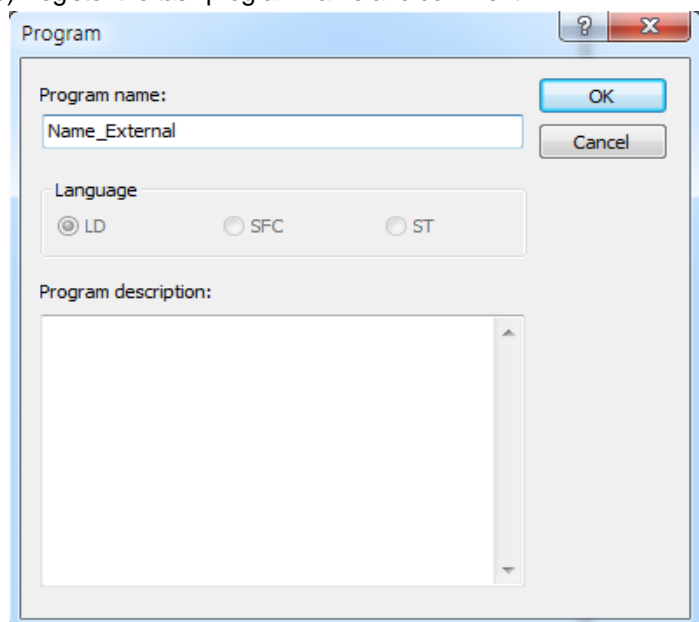 Program
Program name:
OK
Name_External
Cancel
Language
LD SFC ST
Program description: